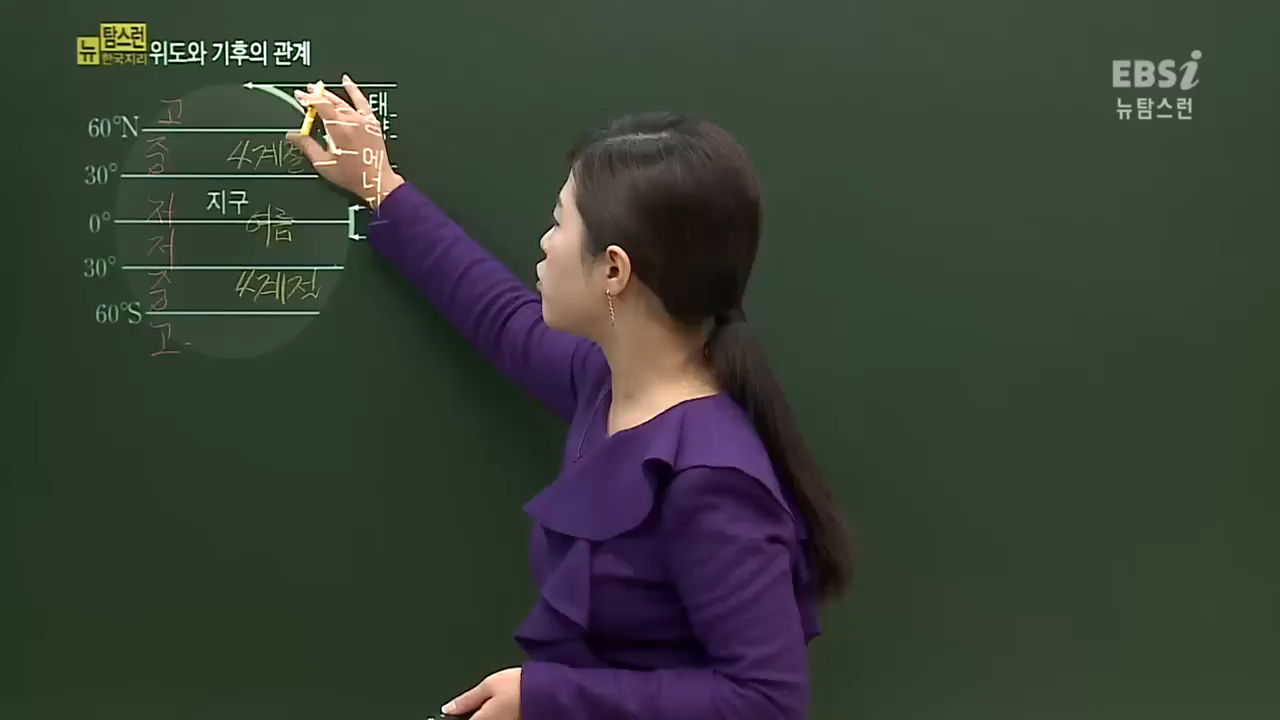 뉴 탐스런 한국지리 위도와 기후의 관계
EBSi
뉴탐스런
고
60°N
중 4계절
30°
저 지구
0° 여름
저
30°
중 4계절
60°S
고
태
에
너